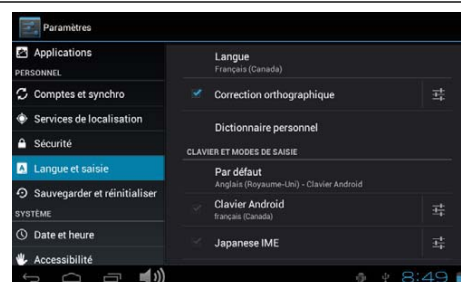 Paramètres
Applications
PERSONNEL
Comptes et synchro
Services de localisation
Sécurité
Langue et saisie
Sauvegarder et réinitialiser
SYSTÈME
Date et heure
Accessibilité
Langue
Français (Canada)
Correction orthographique
Dictionnaire personnel
CLAVIER ET MODES DE SAISIE
Par défaut
Anglais (Royaume-Uni) - Clavier Android
Clavier Android
français (Canada)
Japanese IME
8:49